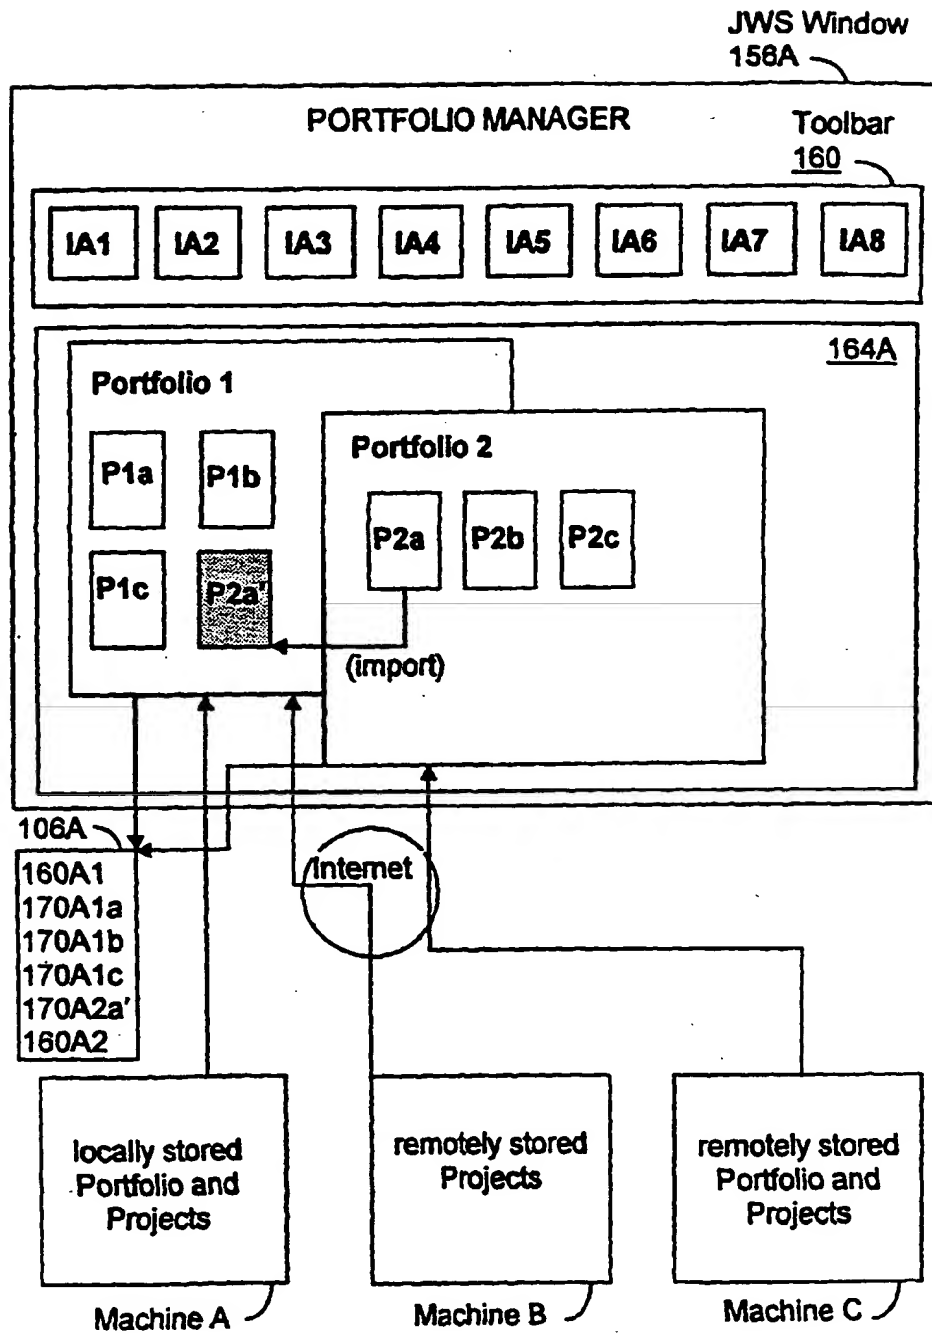 JWS Window
156A
PORTFOLIO MANAGER
Toolbar
160
IA1 IA2 IA3 IA4 IA5 IA6 IA7 IA8
164A
Portfolio 1
Portfolio 2
P1a P1b
P2a P2b P2c
P1c P2a'
(import)
106A
Internet
160A1
170A1a
170A1b
170A1c
170A2a'
160A2
locally stored
Portfolio and
Projects
remotely stored
Projects
remotely stored
Portfolio and
Projects
Machine A
Machine B
Machine C